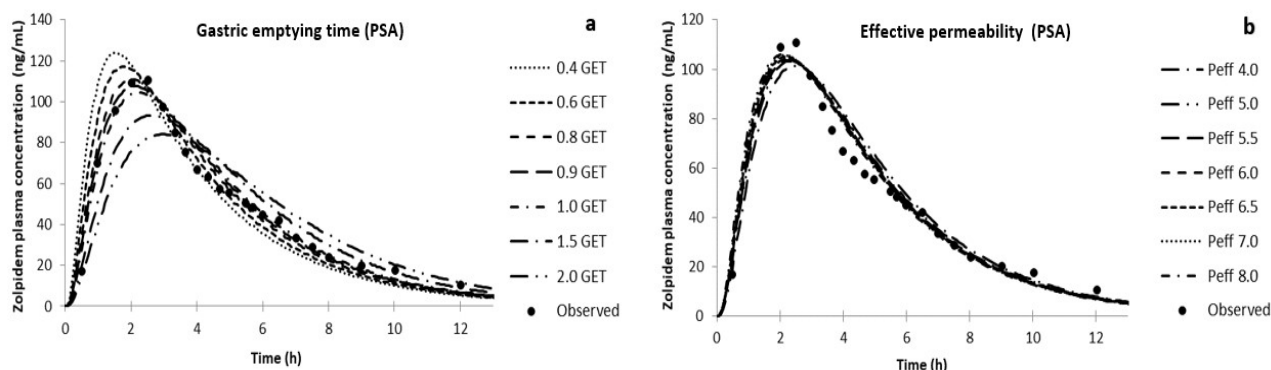 Gastric emptying time (PSA)
a
Zolpidem plasma concentration (ng/mL)
140
120
100
80
60
40
20
0
0 2 4 6 8 10 12
Time (h)
0.4 GET
0.6 GET
0.8 GET
0.9 GET
1.0 GET
1.5 GET
2.0 GET
Observed
Effective permeability (PSA)
b
Zolpidem plasma concentration (ng/mL)
120
100
80
60
40
20
0
0 2 4 6 8 10 12
Time (h)
Peff 4.0
Peff 5.0
Peff 5.5
Peff 6.0
Peff 6.5
Peff 7.0
Peff 8.0
Observed